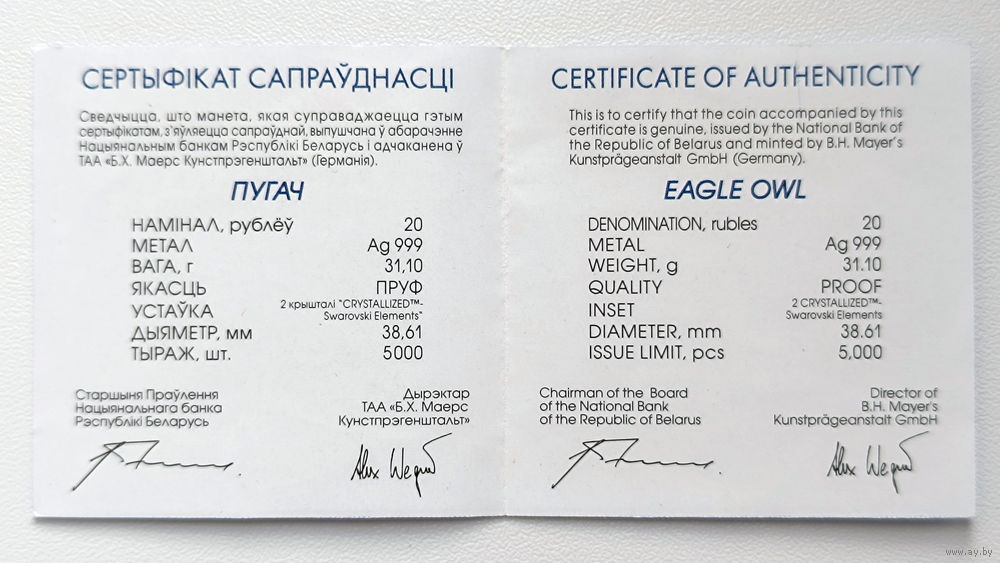 СЕРТЫФІКАТ САПРАЎДНАСЦІ
Сведчыцца, што манета, якая суправаджаецца гэтым
сертыфікатам, з'яўляецца сапраўднай, выпушчана ў абарачэнне
Нацыянальным банкам Рэспублікі Беларусь і адчаканена ў
ТАА «Б.Х. Маерс Кунстпрэгенштальт» (Германія).
ПУГАЧ
НАМІНАЛ, рублёў 20
МЕТАЛ Ag 999
ВАГА, г 31,10
ЯКАСЦЬ ПРУФ
УСТАЎКА 2 крышталі "CRYSTALLIZED™-
Swarovski Elements"
ДЫЯМЕТР, мм 38,61
ТЫРАЖ, шт. 5000
Старшыня Праўлення
Нацыянальнага банка
Рэспублікі Беларусь
Дырэктар
ТАА «Б.Х. Маерс
Кунстпрэгенштальт»
Alex Wegner
CERTIFICATE OF AUTHENTICITY
This is to certify that the coin accompanied by this
certificate is genuine, issued by the National Bank of
the Republic of Belarus and minted by B.H. Mayer's
Kunstprägeanstalt GmbH (Germany).
EAGLE OWL
DENOMINATION, rubles 20
METAL Ag 999
WEIGHT, g 31.10
QUALITY PROOF
INSET 2 CRYSTALLIZED™-
Swarovski Elements
DIAMETER, mm 38.61
ISSUE LIMIT, pcs 5,000
Chairman of the Board
of the National Bank
of the Republic of Belarus
Director of
B.H. Mayer's
Kunstprägeanstalt GmbH
www.ay.by